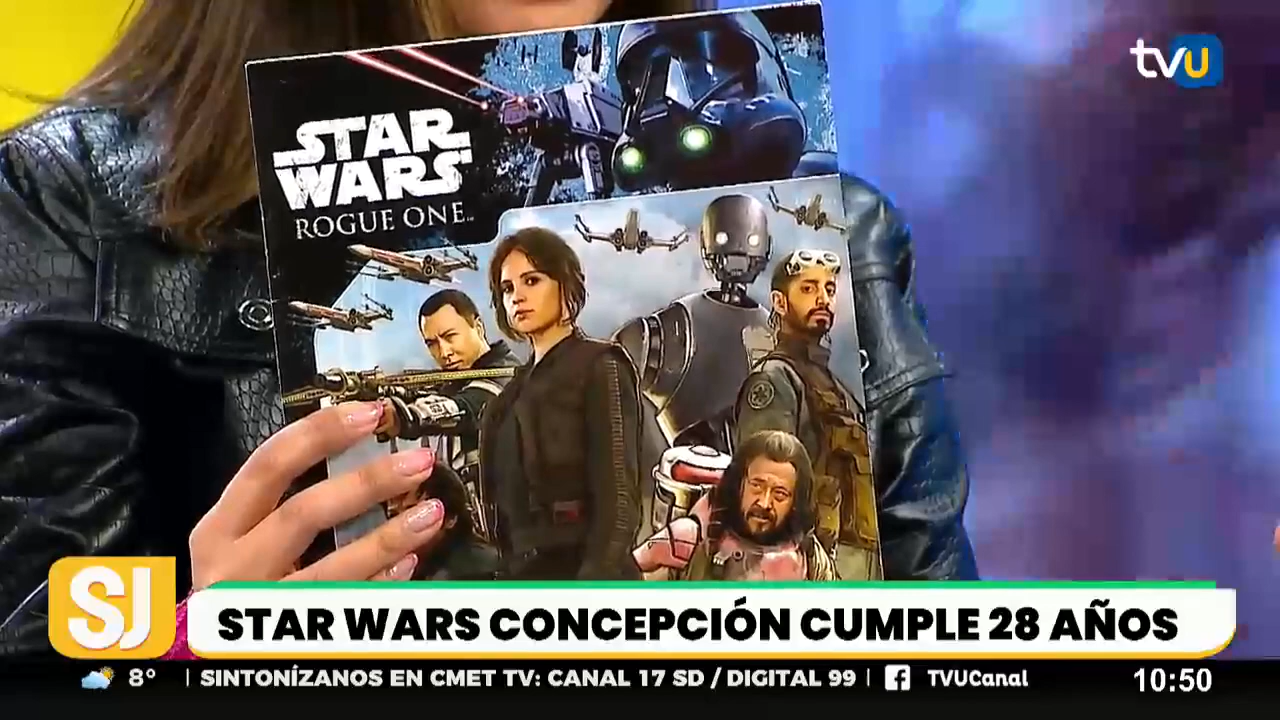 tvU
STAR
WARS
ROGUE ONE
SJ
STAR WARS CONCEPCIÓN CUMPLE 28 AÑOS
8° | SINTONÍZANOS EN CMET TV: CANAL 17 SD / DIGITAL 99 | TVUCanal 10:50